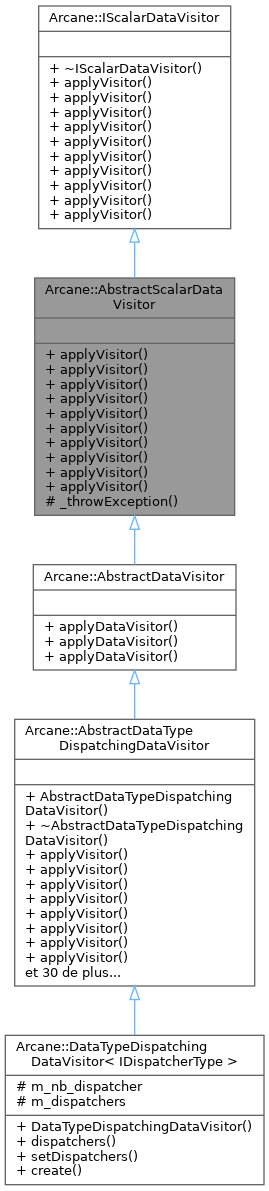 Arcane::IScalarDataVisitor
+ ~IScalarDataVisitor()
+ applyVisitor()
+ applyVisitor()
+ applyVisitor()
+ applyVisitor()
+ applyVisitor()
+ applyVisitor()
+ applyVisitor()
+ applyVisitor()
+ applyVisitor()
+ applyVisitor()
Arcane::AbstractScalarData
Visitor
+ applyVisitor()
+ applyVisitor()
+ applyVisitor()
+ applyVisitor()
+ applyVisitor()
+ applyVisitor()
+ applyVisitor()
+ applyVisitor()
+ applyVisitor()
+ applyVisitor()
# _throwException()
Arcane::AbstractDataVisitor
+ applyDataVisitor()
+ applyDataVisitor()
+ applyDataVisitor()
Arcane::AbstractDataType
DispatchingDataVisitor
+ AbstractDataTypeDispatching
DataVisitor()
+ ~AbstractDataTypeDispatching
DataVisitor()
+ applyVisitor()
+ applyVisitor()
+ applyVisitor()
+ applyVisitor()
+ applyVisitor()
+ applyVisitor()
+ applyVisitor()
+ applyVisitor()
et 30 de plus...
Arcane::DataTypeDispatching
DataVisitor< IDispatcherType >
# m_nb_dispatcher
# m_dispatchers
+ DataTypeDispatchingDataVisitor()
+ dispatchers()
+ setDispatchers()
+ create()